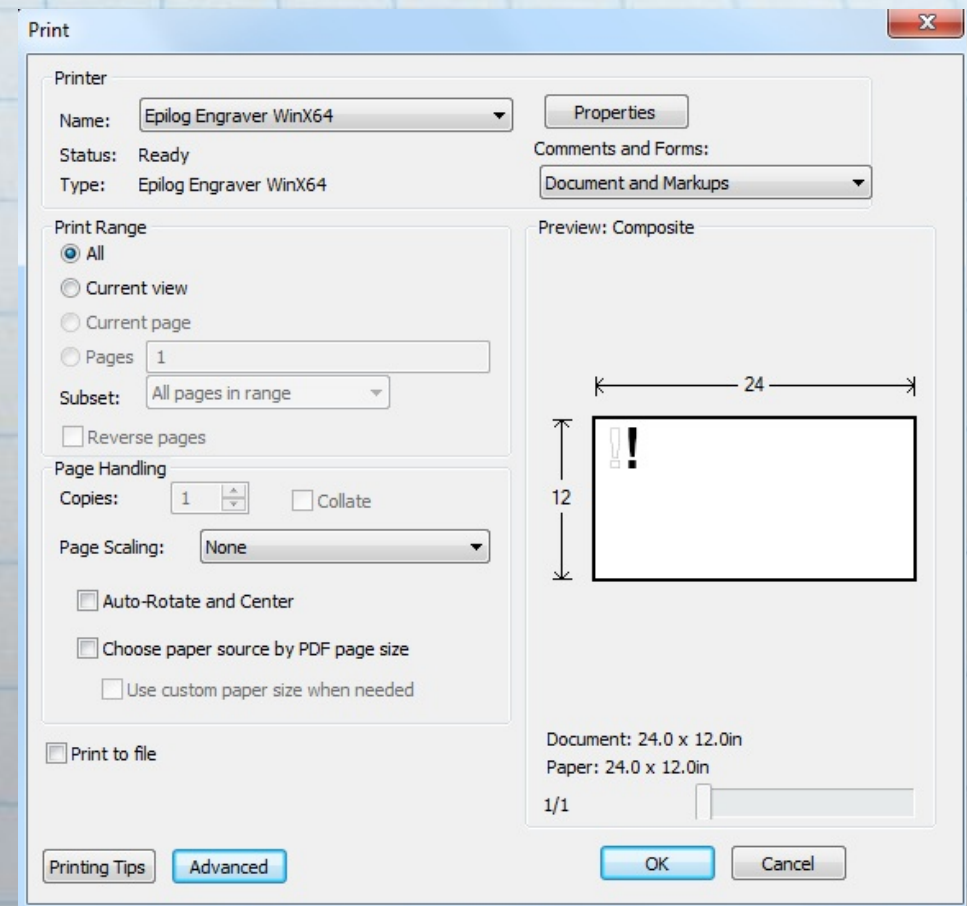 Print
X
Printer
Name: Epilog Engraver WinX64
Properties
Status: Ready
Comments and Forms:
Type: Epilog Engraver WinX64
Document and Markups
Print Range
All
Current view
Current page
Pages 1
Subset: All pages in range
Reverse pages
Page Handling
Copies: 1
Collate
Page Scaling: None
Auto-Rotate and Center
Choose paper source by PDF page size
Use custom paper size when needed
Print to file
Preview: Composite
24
12
!!
Document: 24.0 x 12.0in
Paper: 24.0 x 12.0in
1/1
Printing Tips
Advanced
OK
Cancel